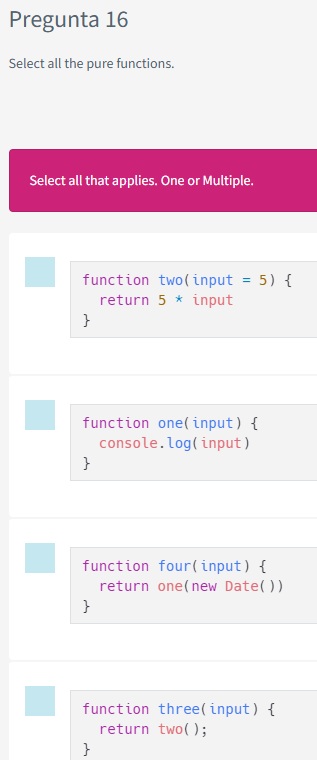 Pregunta 16
Select all the pure functions.
Select all that applies. One or Multiple.
function two(input = 5) {
  return 5 * input
}
function one(input) {
  console.log(input)
}
function four(input) {
  return one(new Date())
}
function three(input) {
  return two();
}